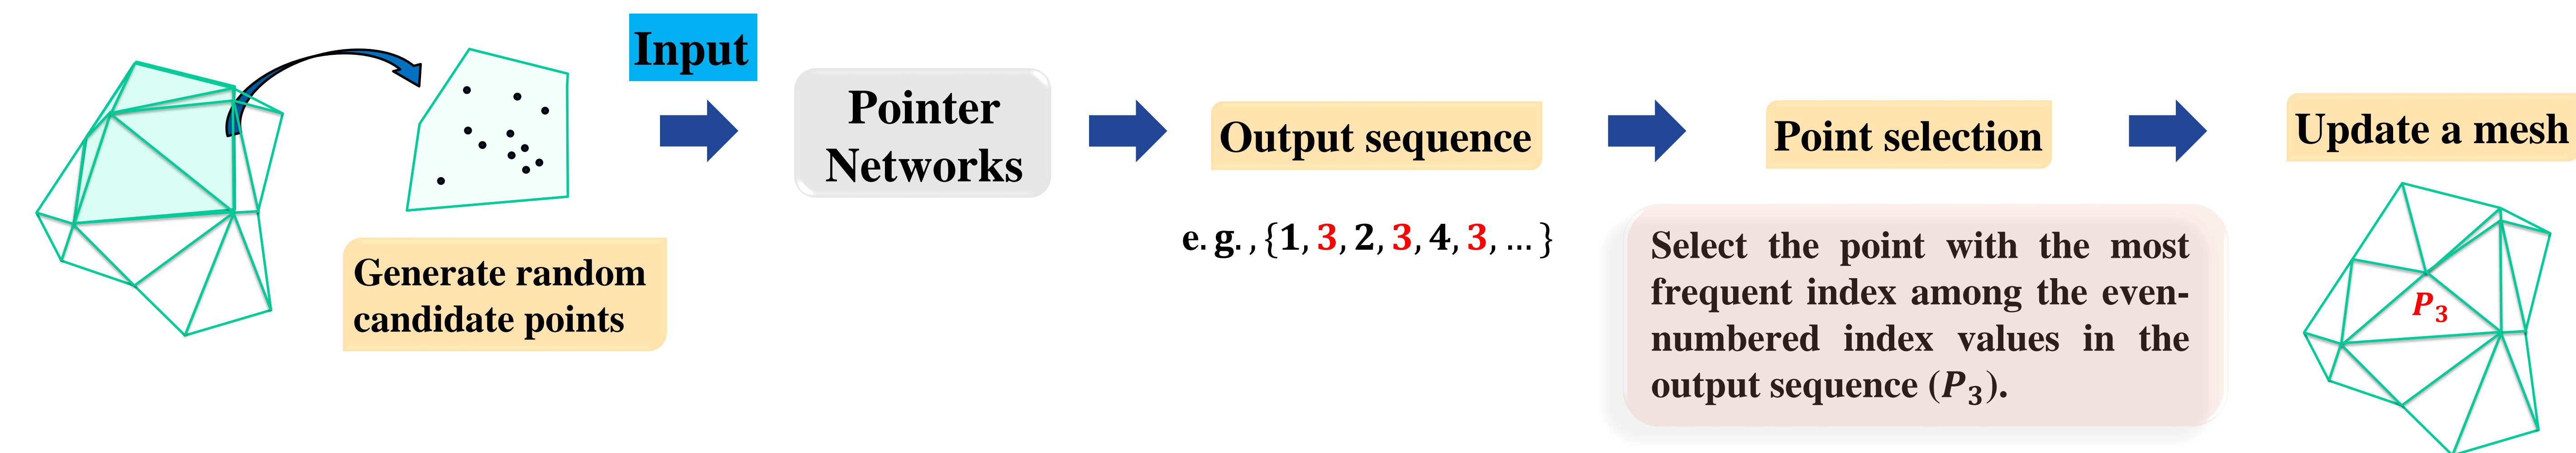 Input
Generate random
candidate points
Pointer
Networks
Output sequence
e. g. , {1, 3, 2, 3, 4, 3, ... }
Point selection
Select the point with the most
frequent index among the even-
numbered index values in the
output sequence (P₃).
Update a mesh
P₃